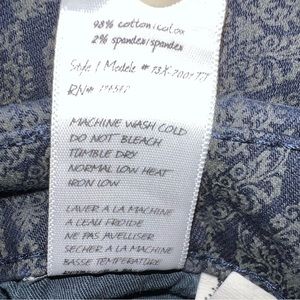 98% cotton/coton
2% spandex/spandex
Style / Modele #
RN#
MACHINE WASH COLD
DO NOT BLEACH
TUMBLE DRY
NORMAL LOW HEAT
IRON LOW
LAVER A LA MACHINE
A L'EAU FROIDE
NE PAS JAVELLISER
SECHER A LA MACHINE
BASSE TEMPERATURE